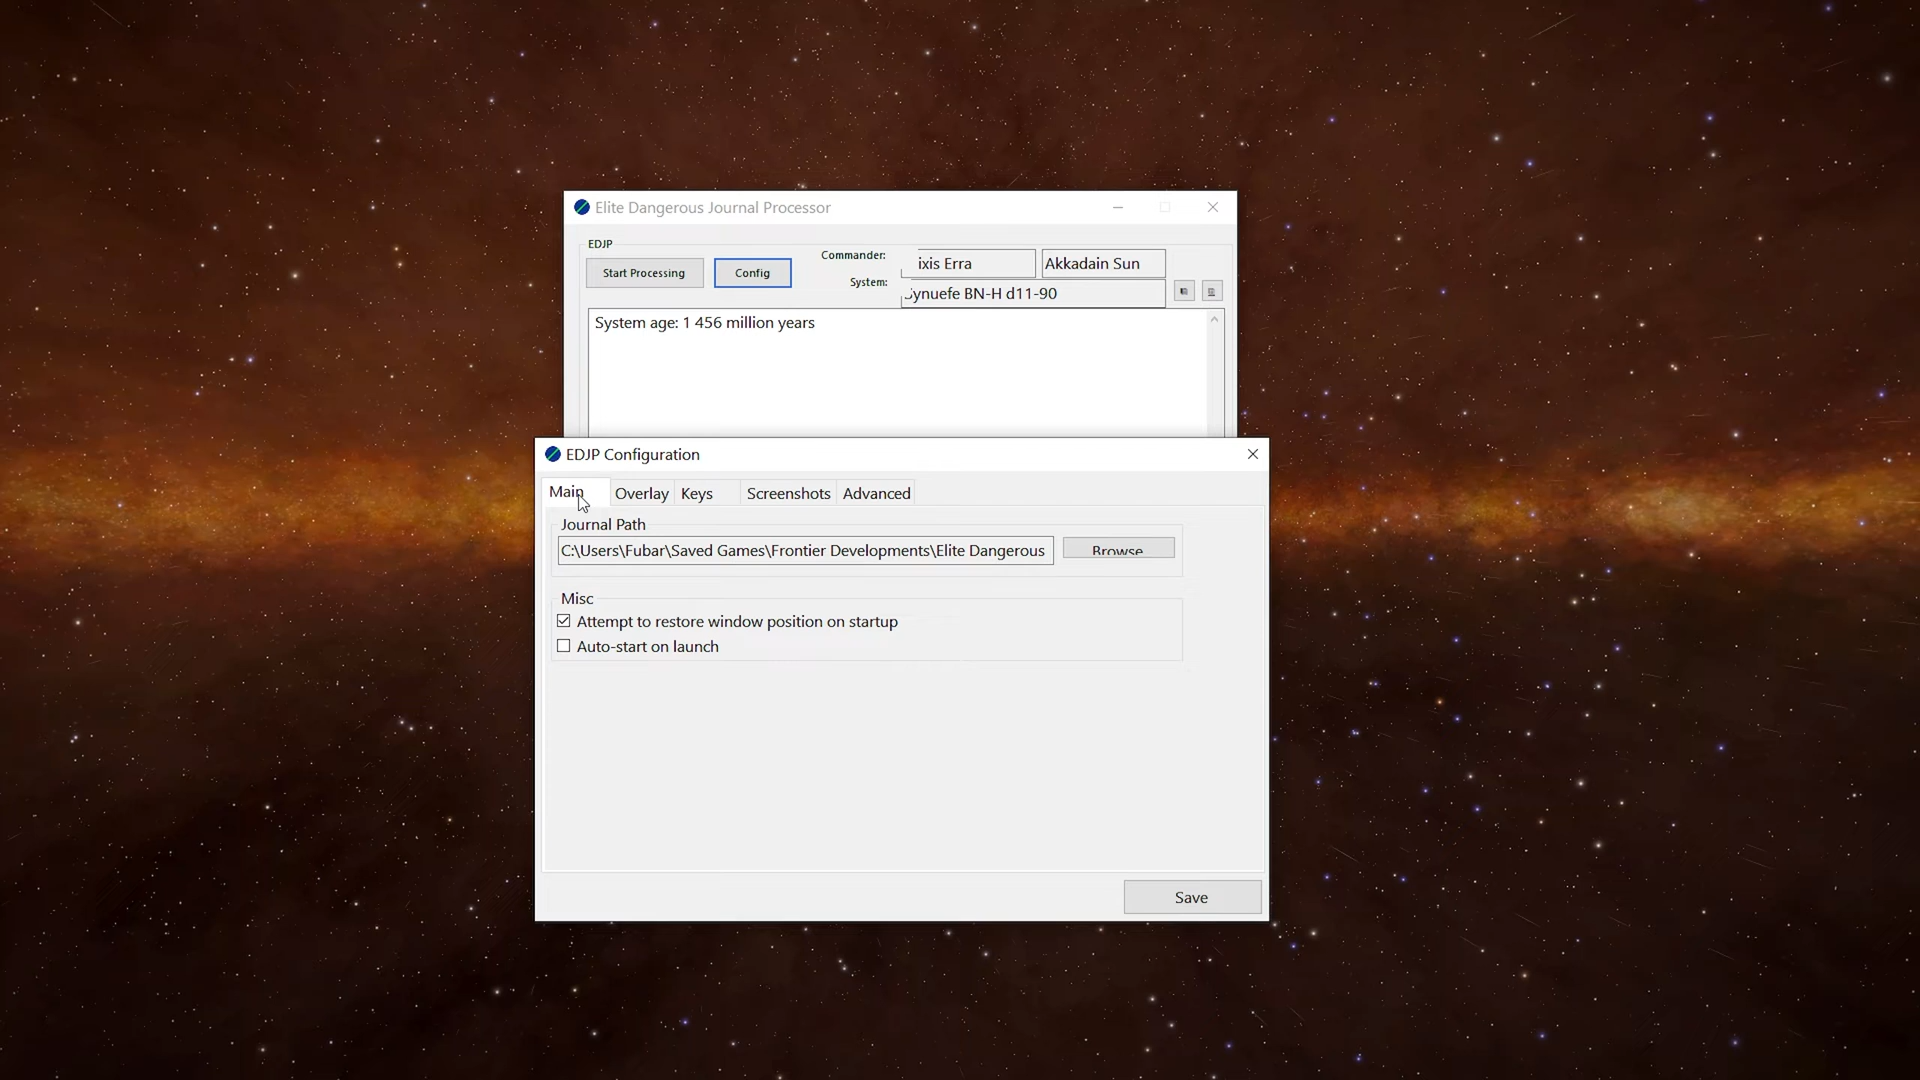 Elite Dangerous Journal Processor
EDJP
Start Processing
Config
Commander:
ixis Erra
Akkadain Sun
System:
Synuefe BN-H d11-90
System age: 1 456 million years
EDJP Configuration
Main
Overlay
Keys
Screenshots
Advanced
Journal Path
C:\Users\Fubar\Saved Games\Frontier Developments\Elite Dangerous
Browse
Misc
Attempt to restore window position on startup
Auto-start on launch
Save